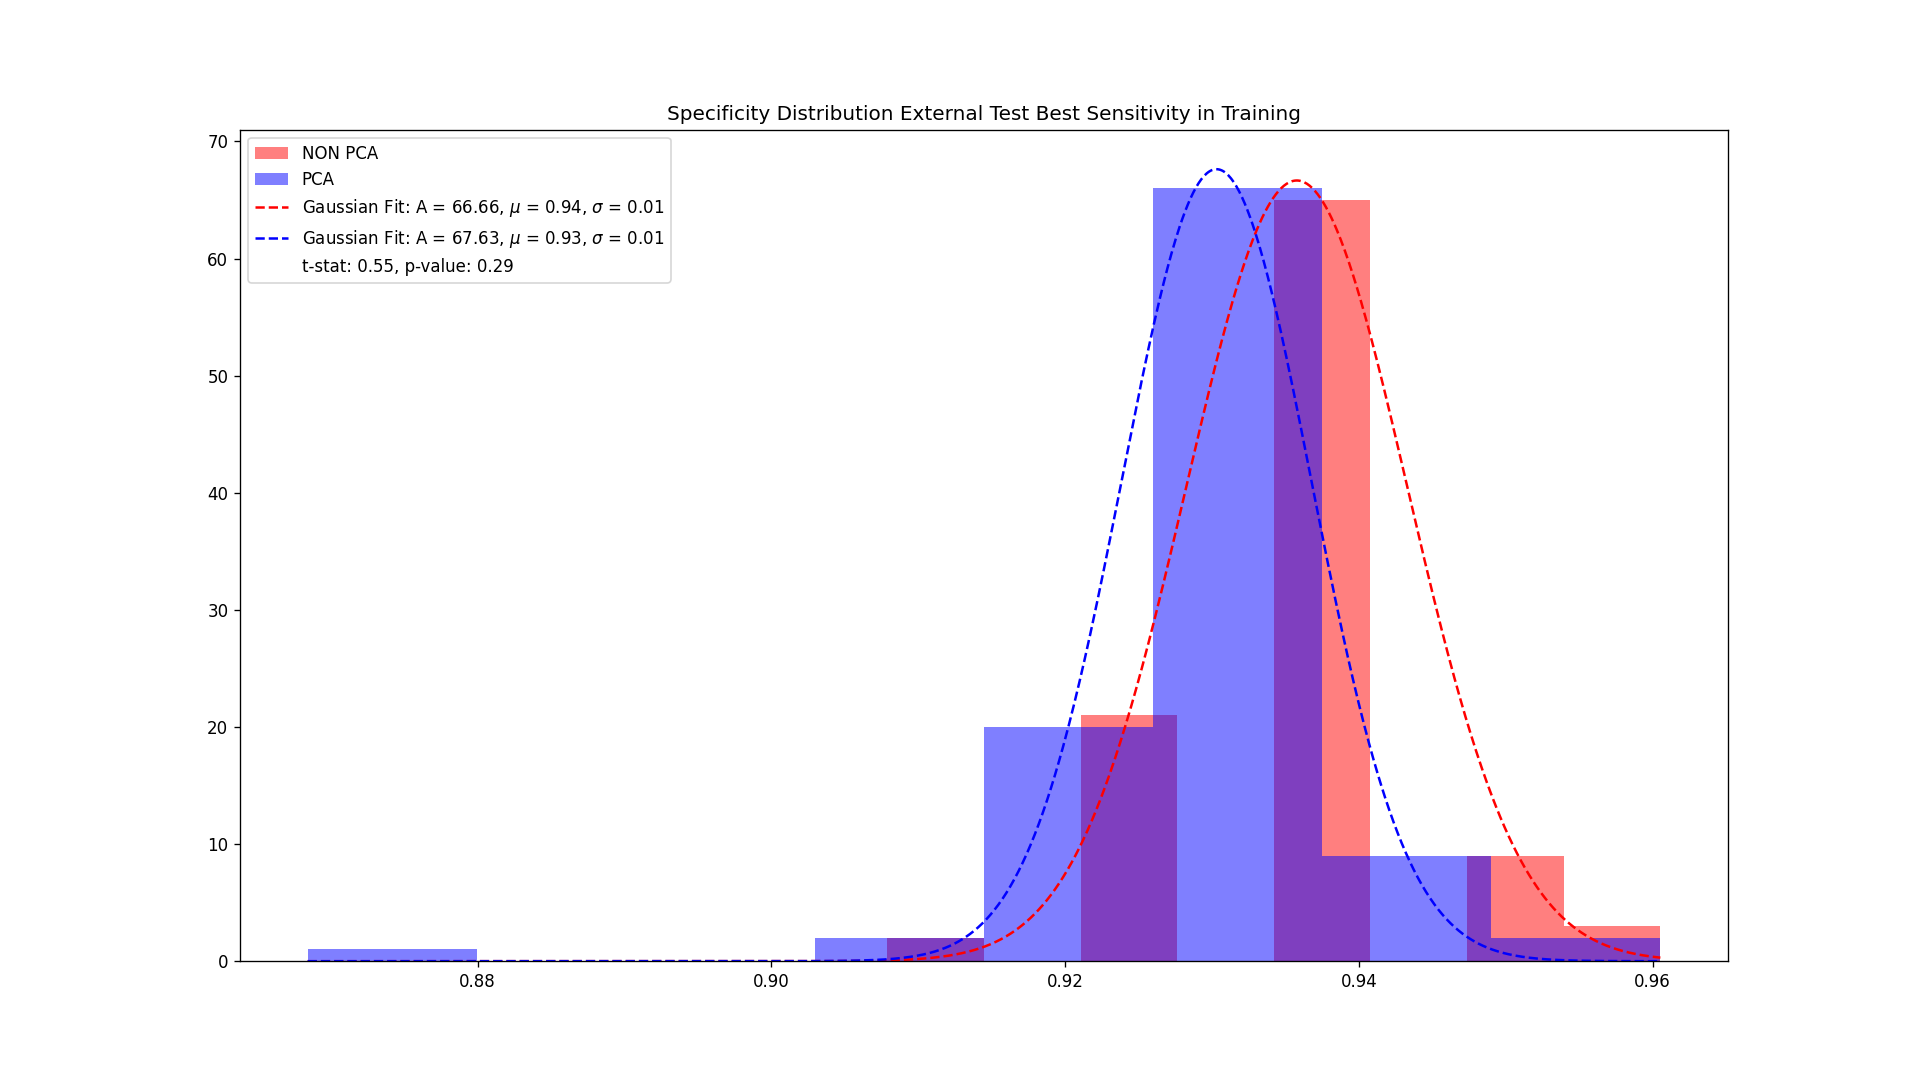 Specificity Distribution External Test Best Sensitivity in Training
NON PCA
PCA
Gaussian Fit: A = 66.66, μ = 0.94, σ = 0.01
Gaussian Fit: A = 67.63, μ = 0.93, σ = 0.01
t-stat: 0.55, p-value: 0.29
70
60
50
40
30
20
10
0
0.88 0.90 0.92 0.94 0.96